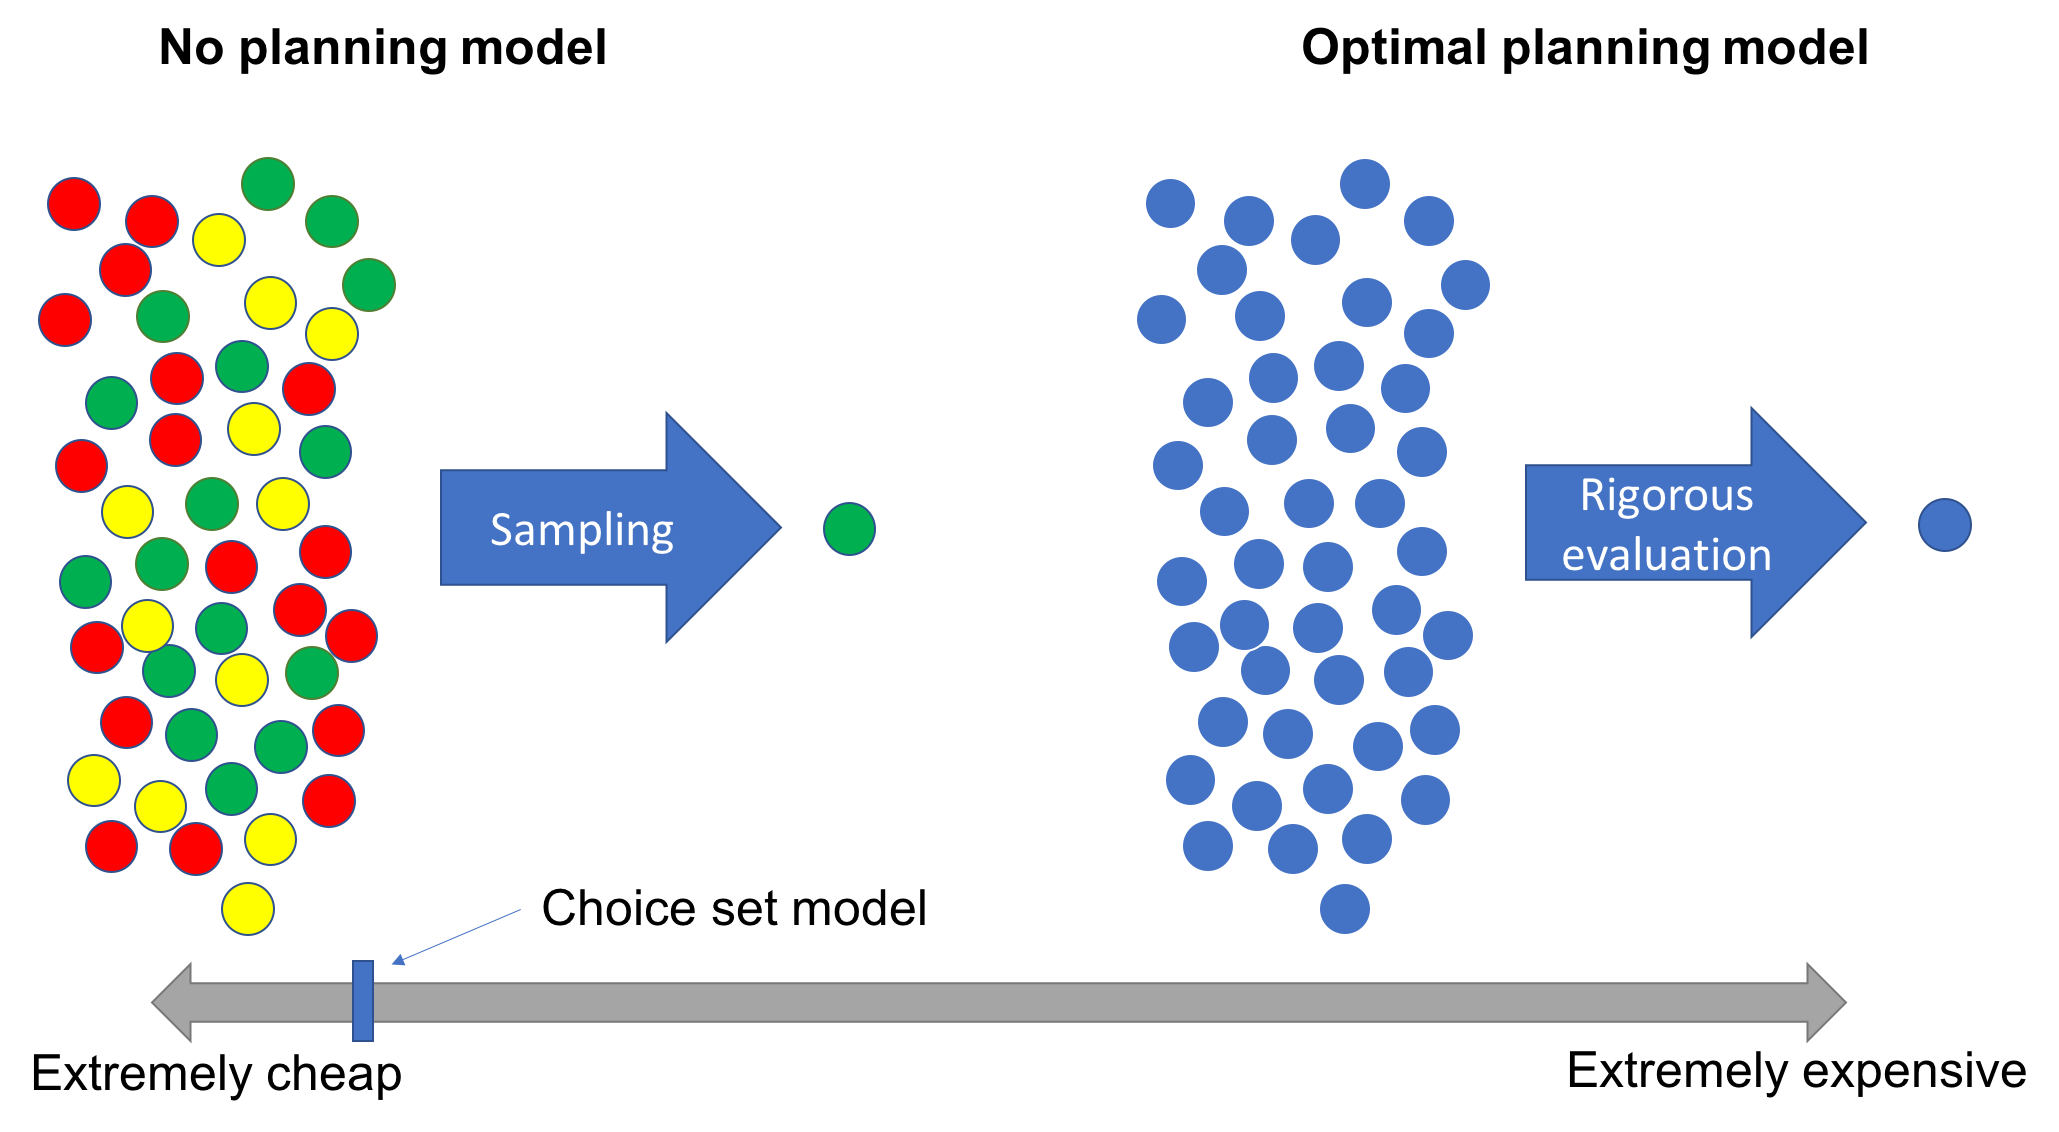 No planning model
Optimal planning model
Sampling
Rigorous
evaluation
Choice set model
Extremely cheap
Extremely expensive